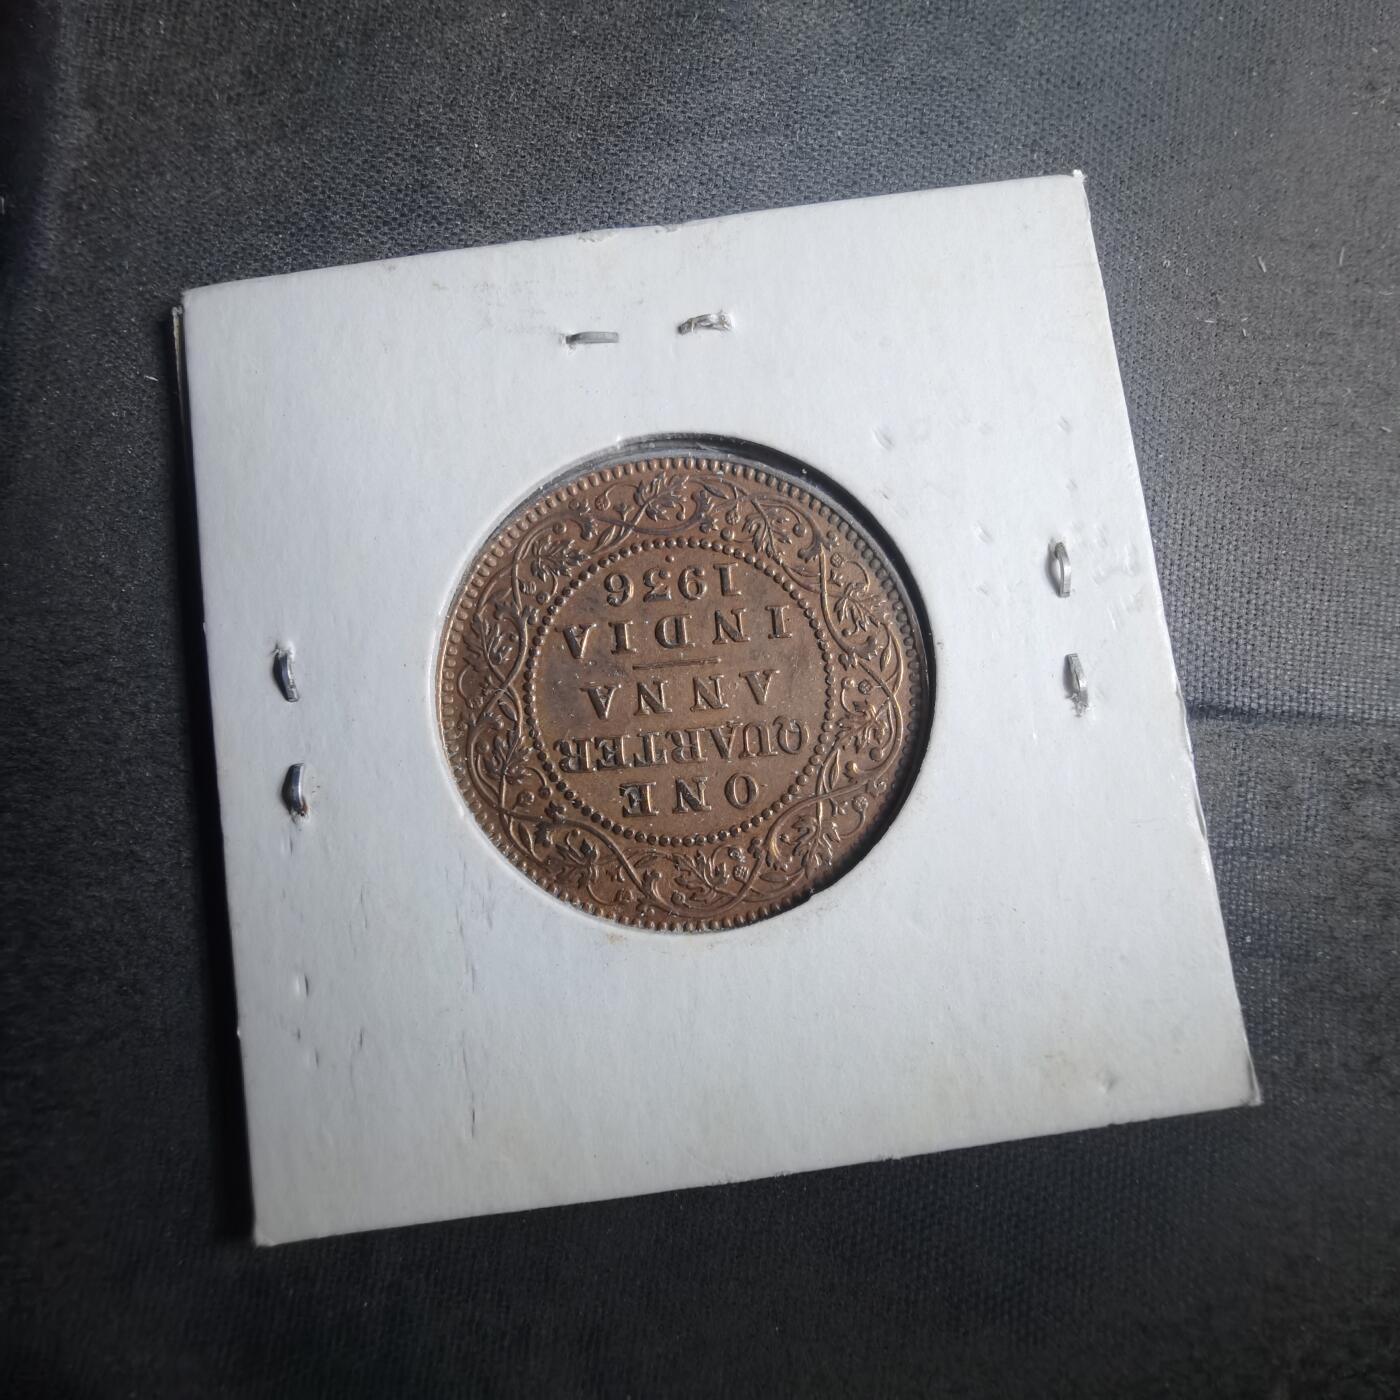 ONE
QUARTER
ANNA
INDIA
1936